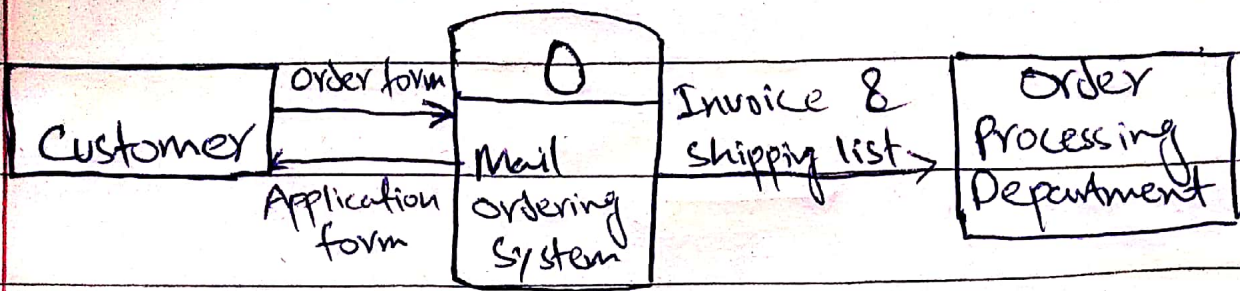 Customer
Order form
Application
form
0
Mail
ordering
System
Invoice &
shipping list
Order
Processing
Department